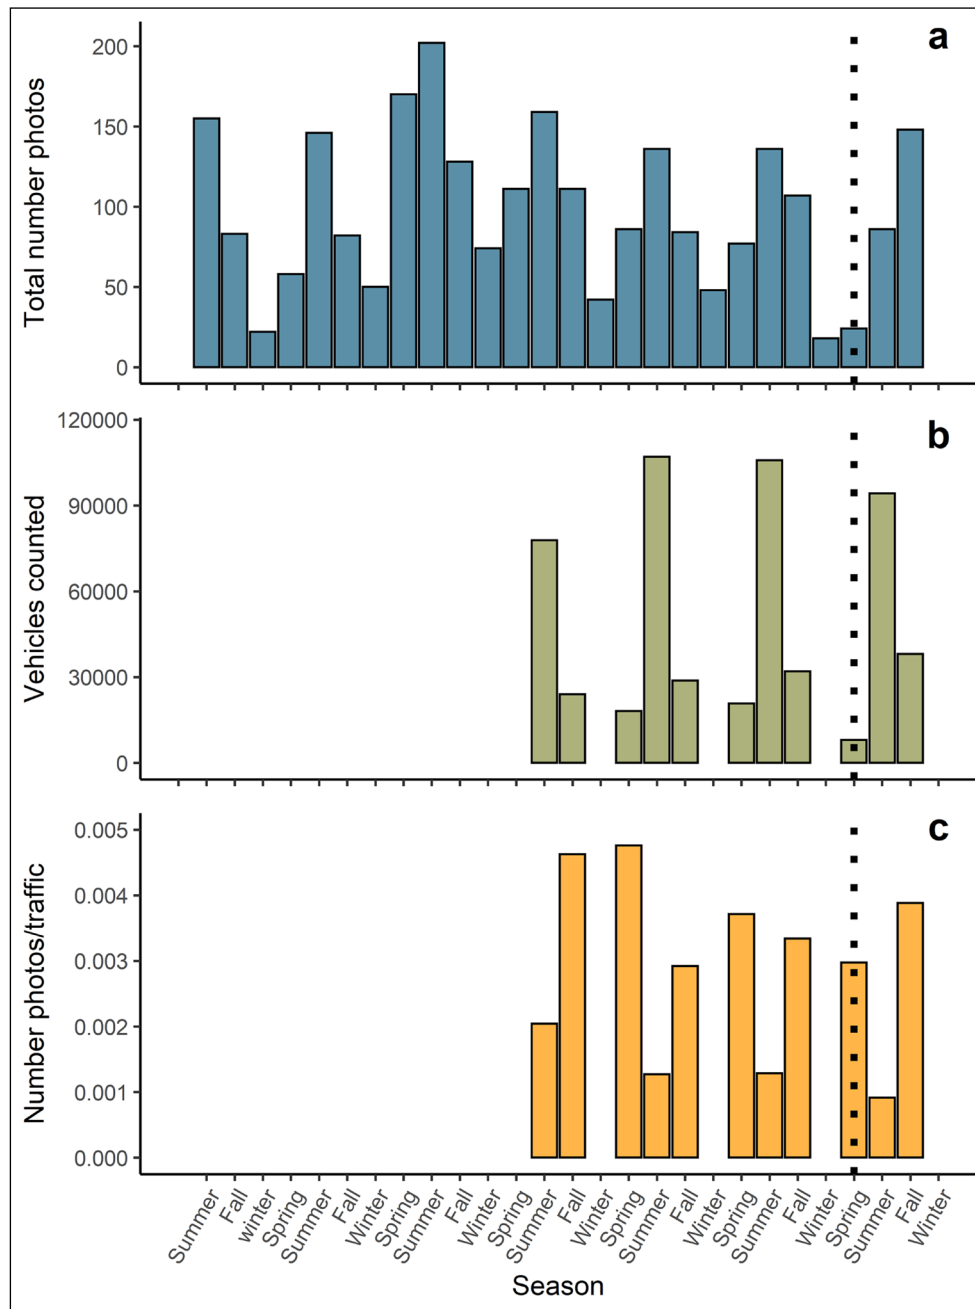 a
Total number photos
200
150
100
50
0
b
Vehicles counted
120000
90000
60000
30000
0
c
Number photos/traffic
0.005
0.004
0.003
0.002
0.001
0.000
Summer
Fall
winter
Spring
Summer
Fall
Winter
Spring
Summer
Fall
Winter
Spring
Summer
Fall
Winter
Spring
Summer
Fall
Winter
Spring
Summer
Fall
Winter
Spring
Summer
Fall
Winter
Season